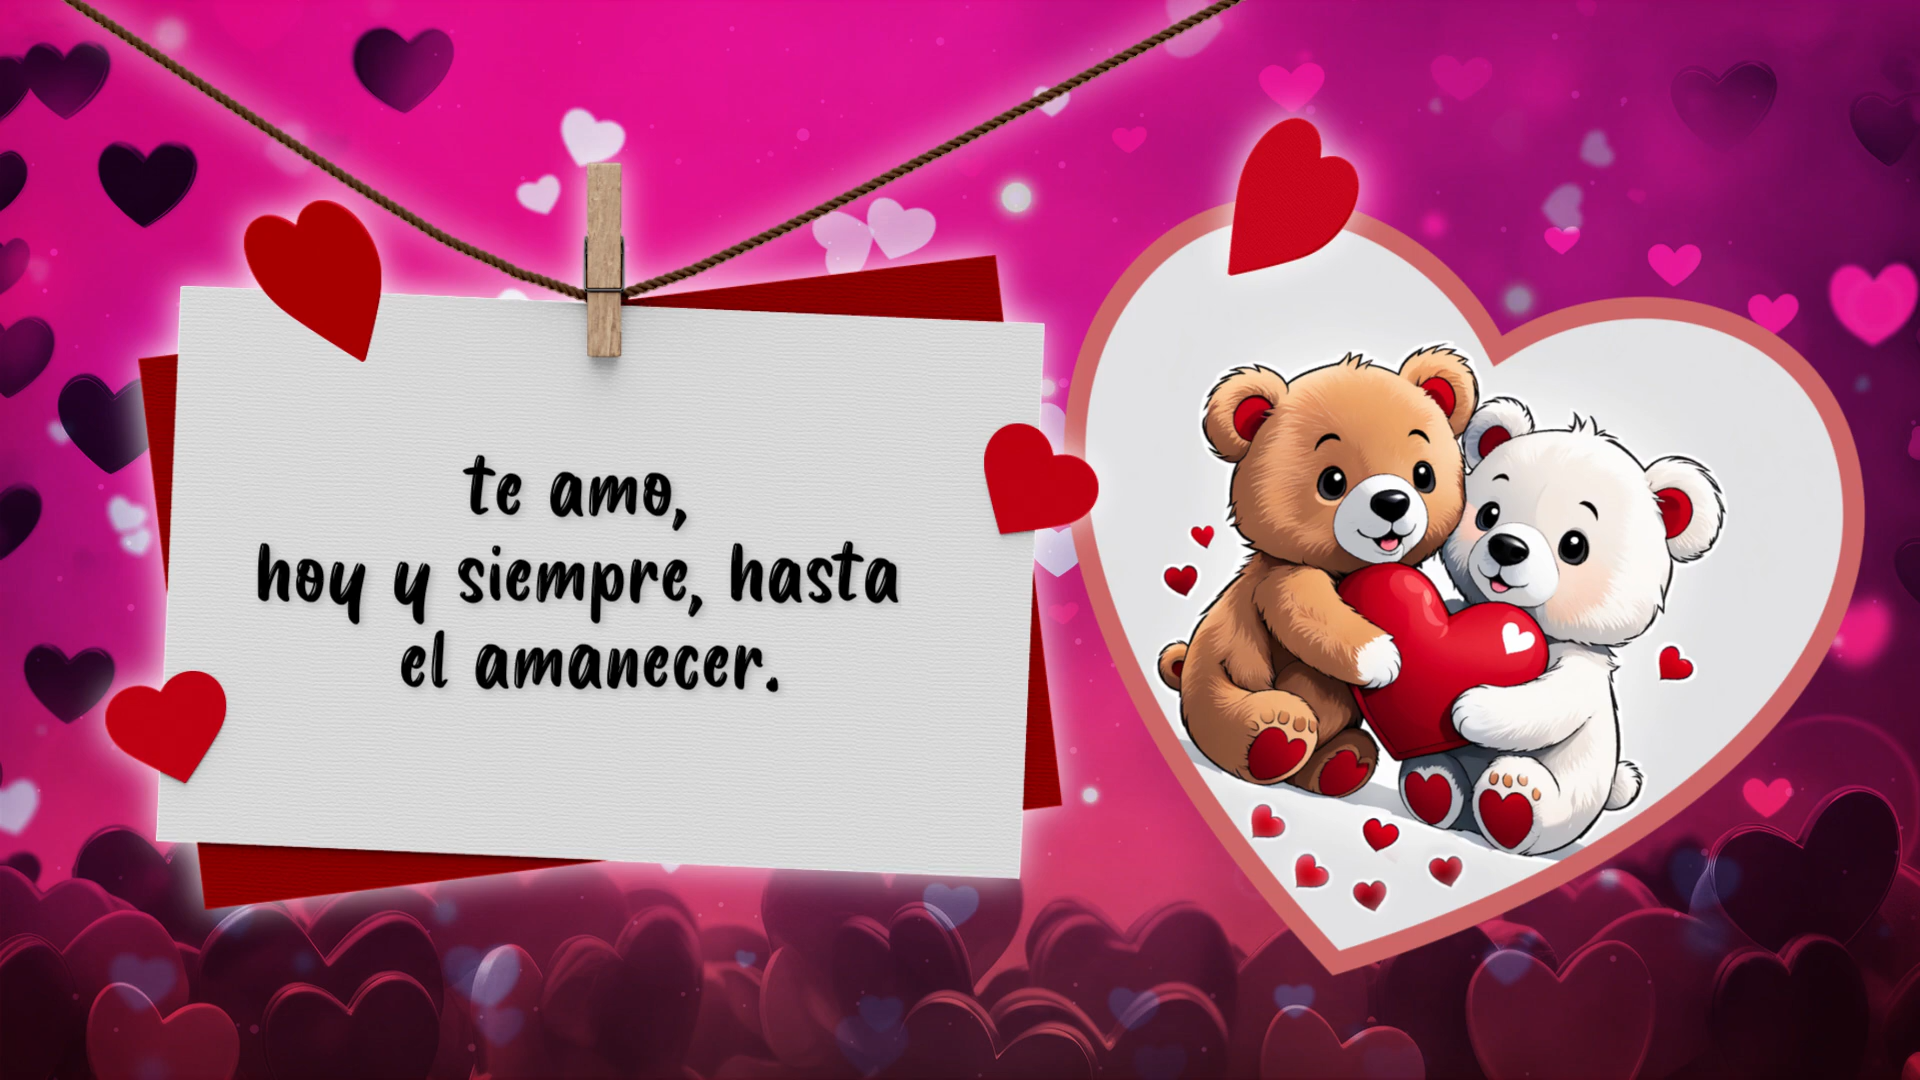 te amo,
hoy y siempre, hasta
el amanecer.